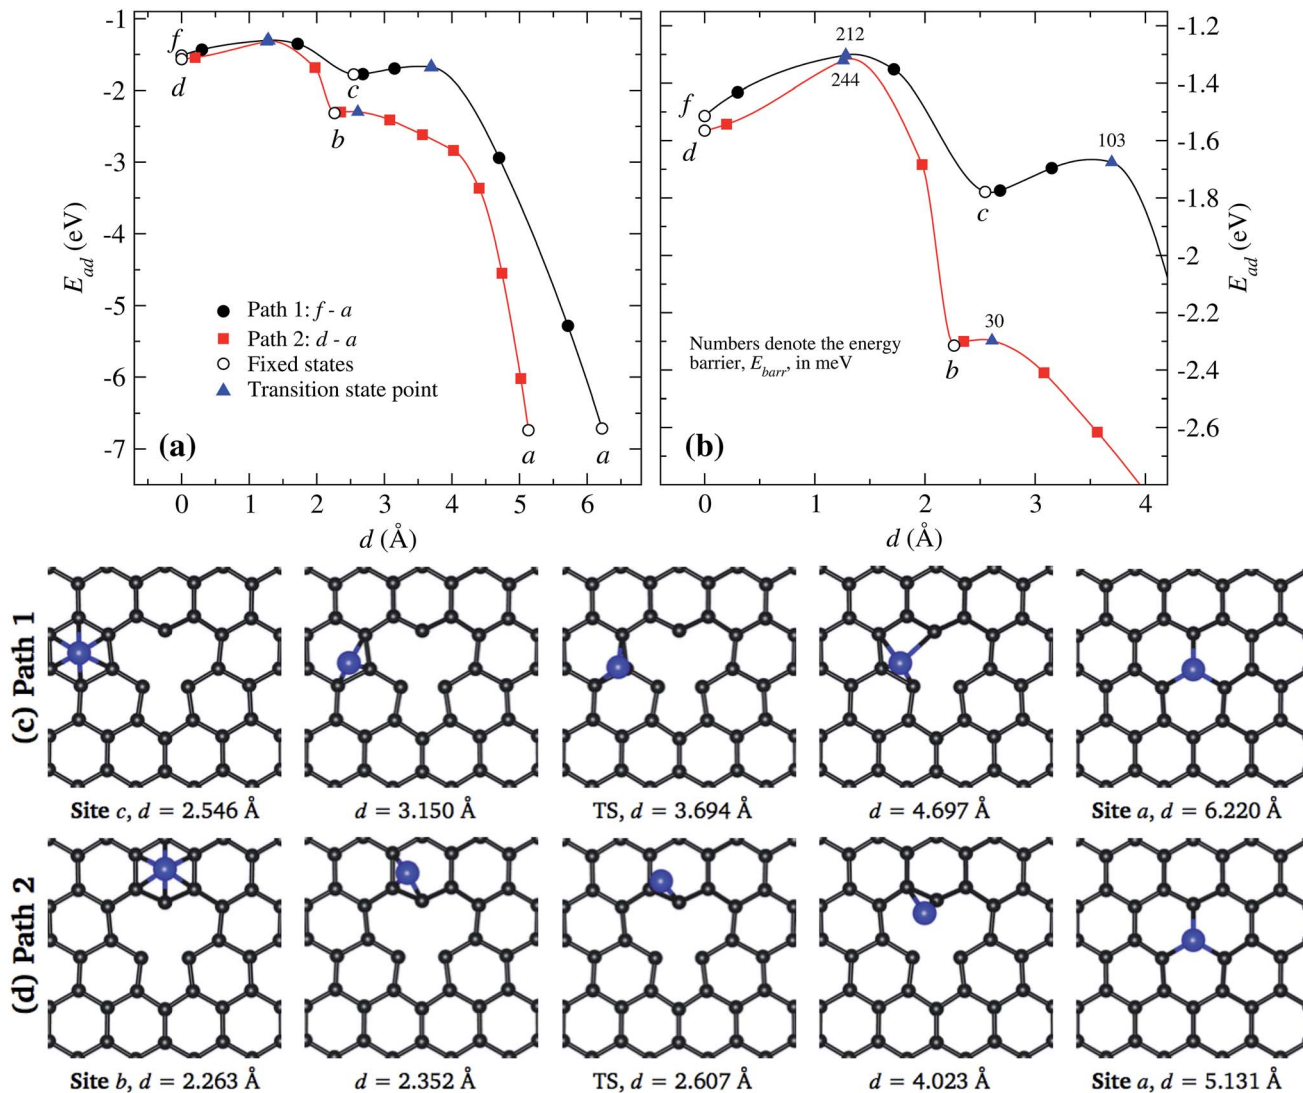 -1
-2
-3
-4
-5
-6
-7
E_ad (eV)
f
d
c
b
a
a
Path 1: f - a
Path 2: d - a
Fixed states
Transition state point
(a)
0 1 2 3 4 5 6
d (Å)
212
244
103
30
f
d
c
b
Numbers denote the energy
barrier, E_barr, in meV
(b)
0 1 2 3 4
d (Å)
-1.2
-1.4
-1.6
-1.8
-2
-2.2
-2.4
-2.6
E_ad (eV)
(c) Path 1
Site c, d = 2.546 Å
d = 3.150 Å
TS, d = 3.694 Å
d = 4.697 Å
Site a, d = 6.220 Å
(d) Path 2
Site b, d = 2.263 Å
d = 2.352 Å
TS, d = 2.607 Å
d = 4.023 Å
Site a, d = 5.131 Å